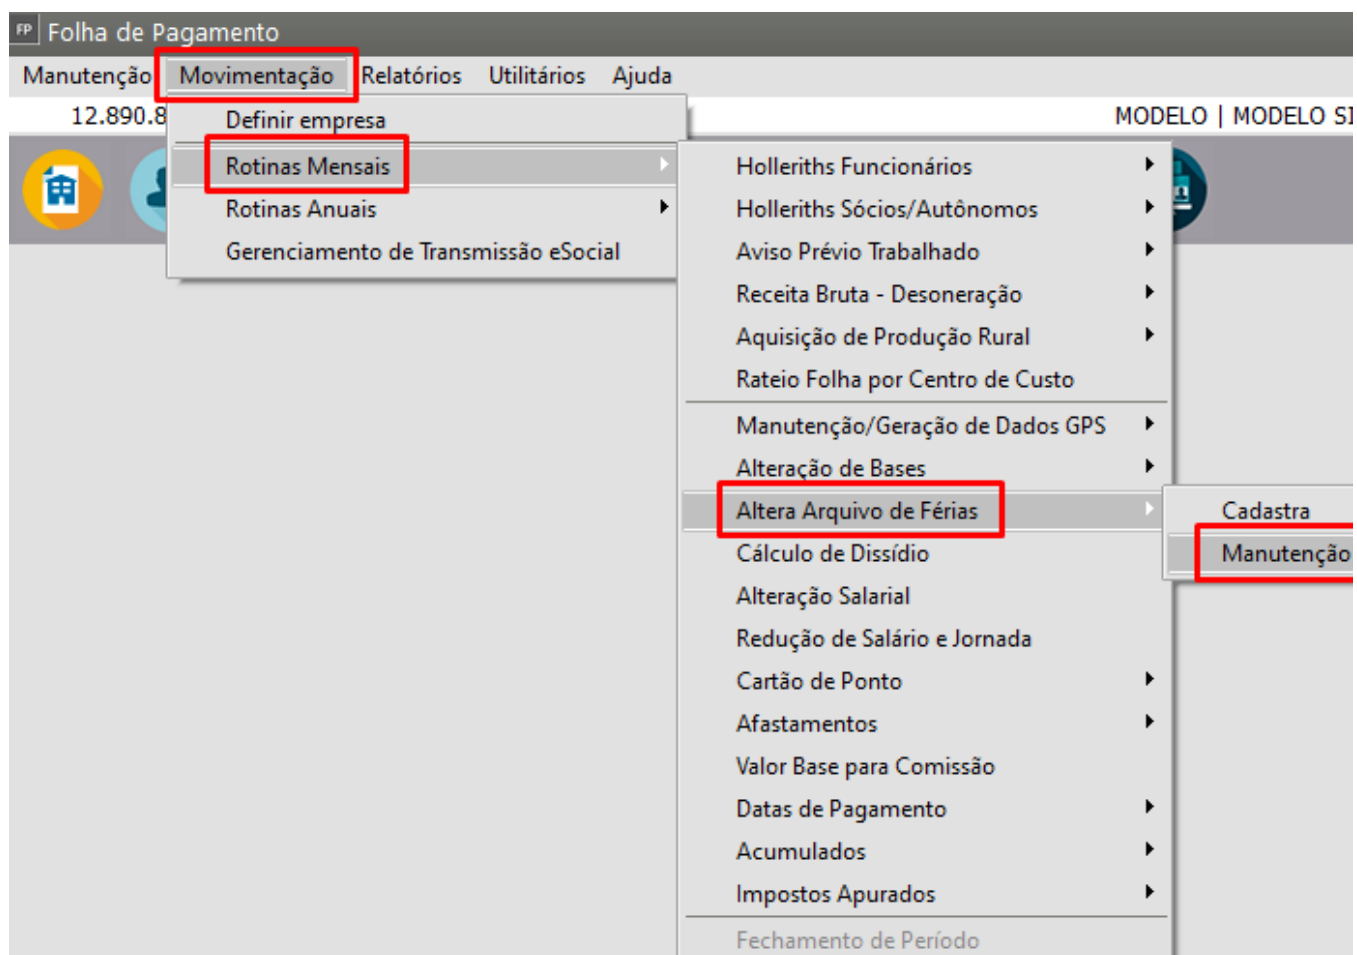 FP Folha de Pagamento
Manutenção Movimentação Relatórios Utilitários Ajuda
12.890.8 MODELO | MODELO SI
Definir empresa
Rotinas Mensais
Rotinas Anuais
Gerenciamento de Transmissão eSocial
Holleriths Funcionários
Holleriths Sócios/Autônomos
Aviso Prévio Trabalhado
Receita Bruta - Desoneração
Aquisição de Produção Rural
Rateio Folha por Centro de Custo
Manutenção/Geração de Dados GPS
Alteração de Bases
Altera Arquivo de Férias
Cálculo de Dissídio
Alteração Salarial
Redução de Salário e Jornada
Cartão de Ponto
Afastamentos
Valor Base para Comissão
Datas de Pagamento
Acumulados
Impostos Apurados
Fechamento de Período
Cadastra
Manutenção